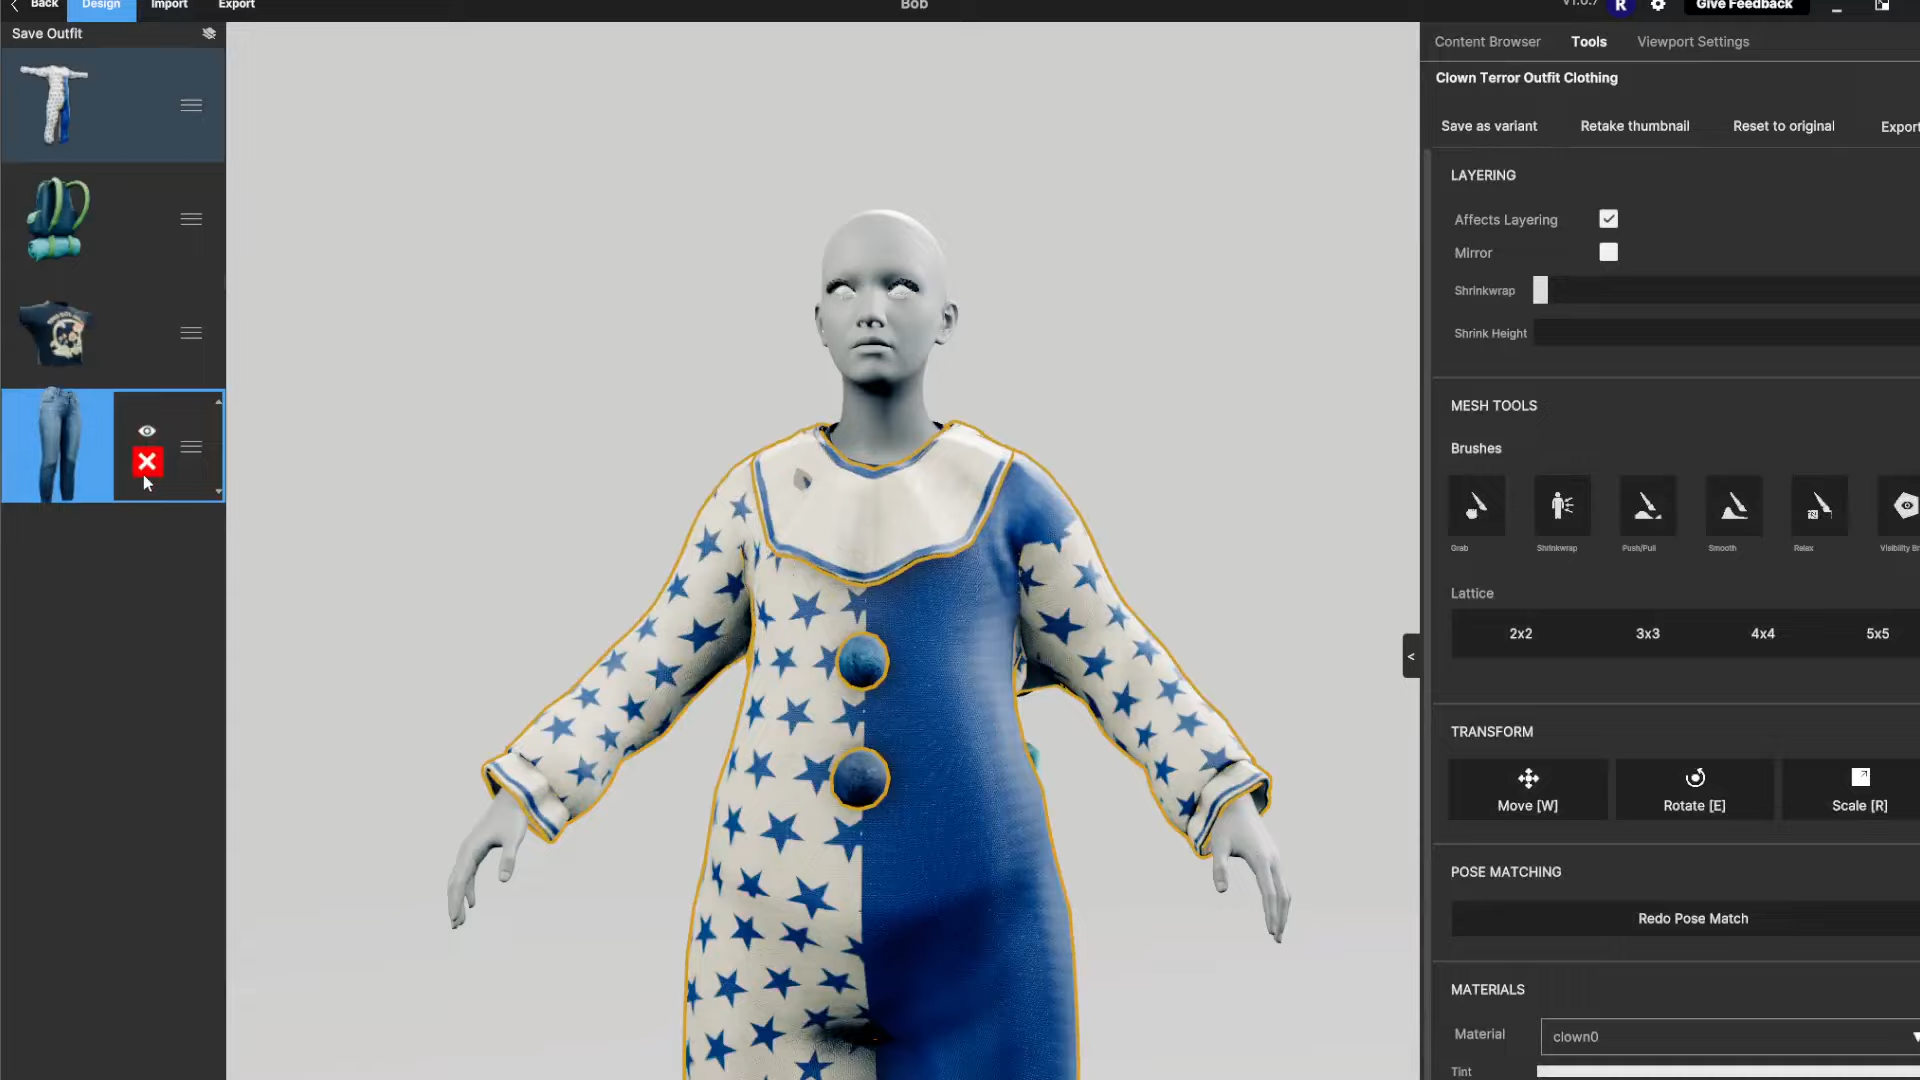 Back
Design
Import
Export
Bob
R
Give Feedback
Save Outfit
Content Browser
Tools
Viewport Settings
Clown Terror Outfit Clothing
Save as variant
Retake thumbnail
Reset to original
Export
LAYERING
Affects Layering
Mirror
Shrinkwrap
Shrink Height
MESH TOOLS
Brushes
Grab
Shrinkwrap
Push/Pull
Smooth
Relax
Visibility Br
Lattice
2x2
3x3
4x4
5x5
<
TRANSFORM
Move [W]
Rotate [E]
Scale [R]
POSE MATCHING
Redo Pose Match
MATERIALS
Material
clown0
Tint